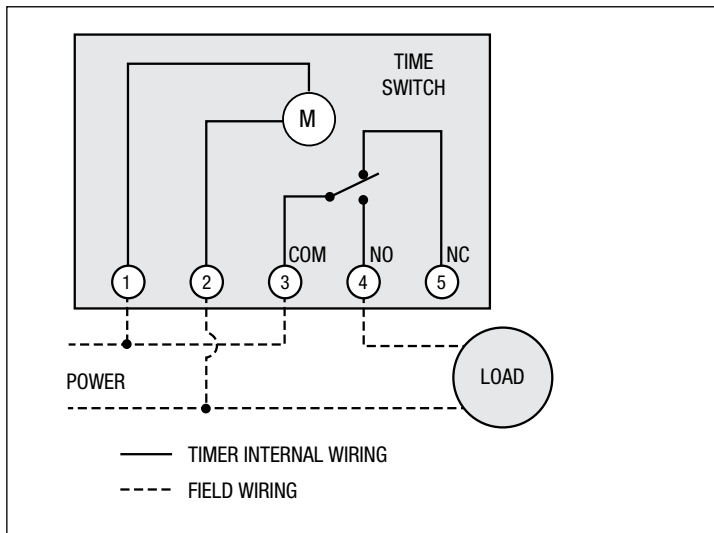 TIME
SWITCH
M
COM
NO
NC
1
2
3
4
5
POWER
LOAD
TIMER INTERNAL WIRING
FIELD WIRING